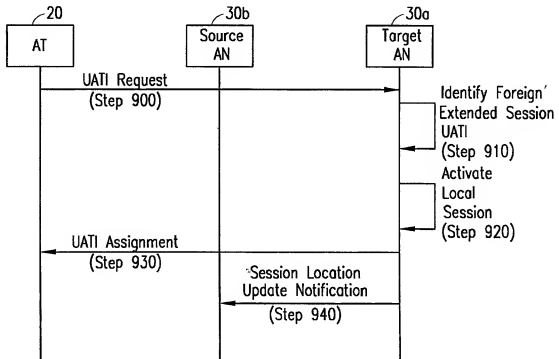 20
30b
30a
AT
Source
AN
Target
AN
UATI Request
(Step 900)
Identify Foreign
Extended Session
UATI
(Step 910)
Activate
Local
Session
(Step 920)
UATI Assignment
(Step 930)
Session Location
Update Notification
(Step 940)